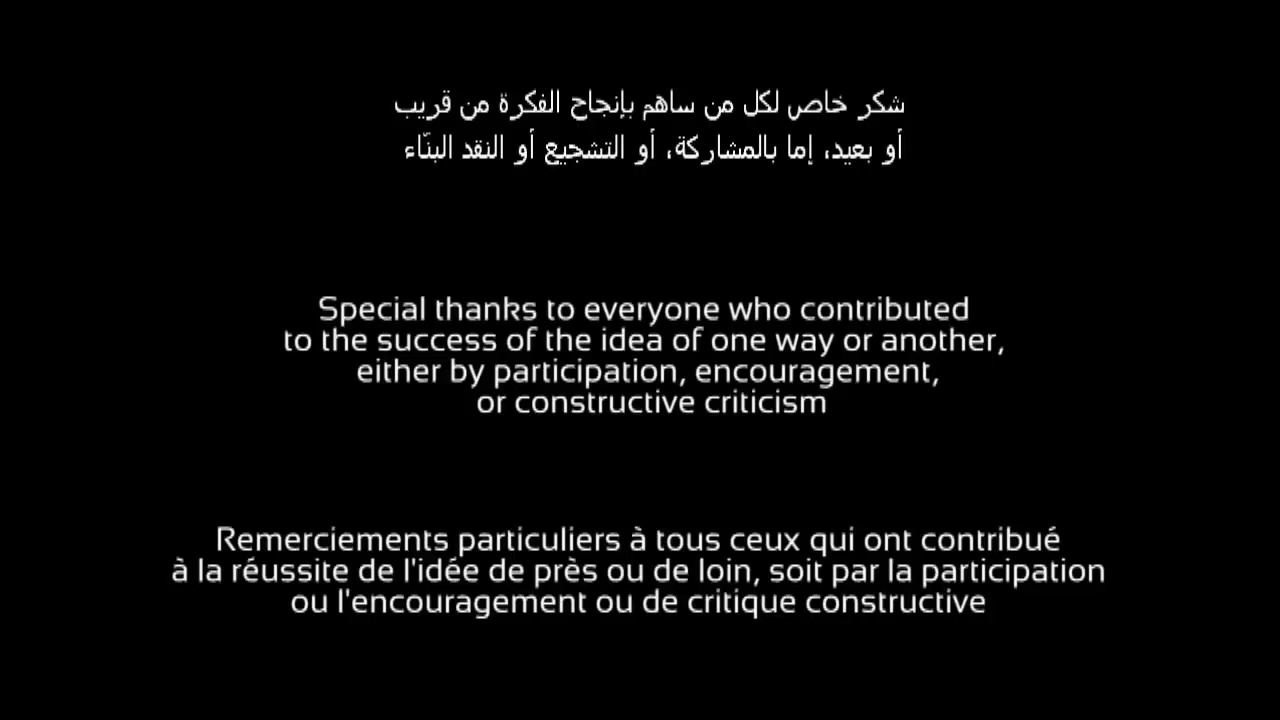 شكر خاص لكل من ساهم بإنجاح الفكرة من قريب
أو بعيد، إما بالمشاركة، أو التشجيع أو النقد البنّاء
Special thanks to everyone who contributed
to the success of the idea of one way or another,
either by participation, encouragement,
or constructive criticism
Remerciements particuliers à tous ceux qui ont contribué
à la réussite de l'idée de près ou de loin, soit par la participation
ou l'encouragement ou de critique constructive